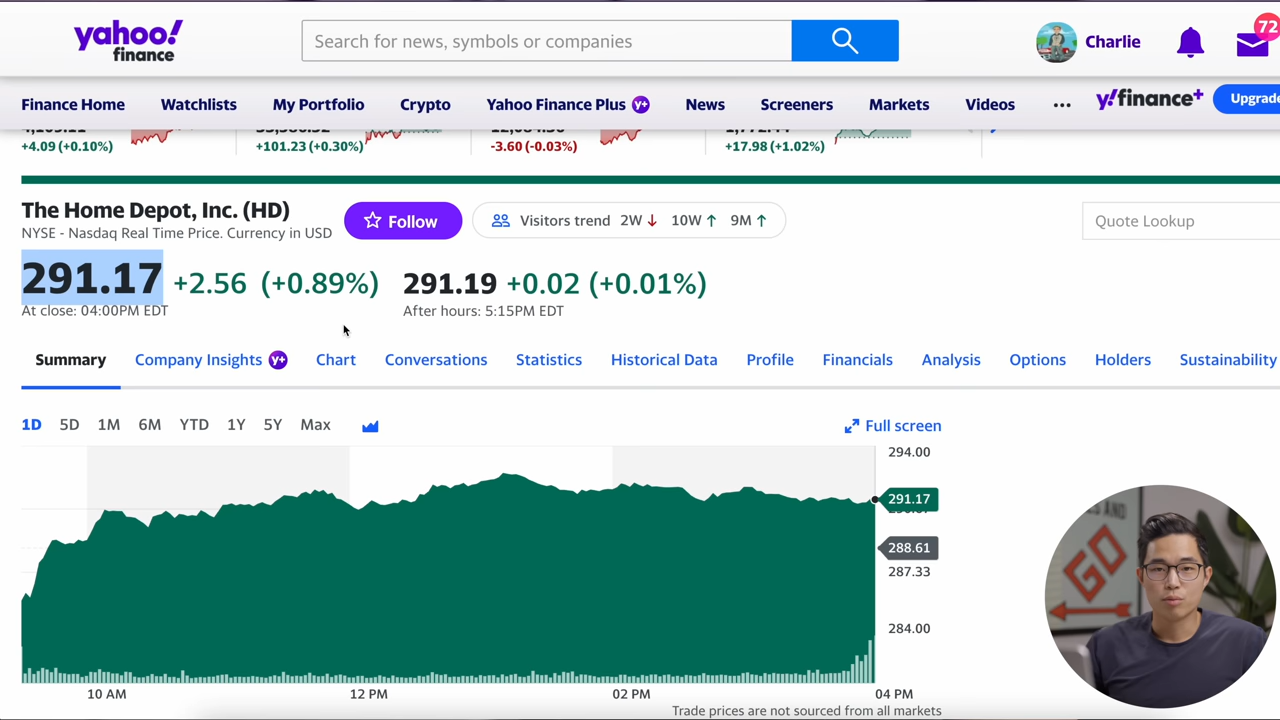 yahoo!
finance
Search for news, symbols or companies
Charlie
72
Finance Home Watchlists My Portfolio Crypto Yahoo Finance Plus y+ News Screeners Markets Videos ... y!finance+ Upgrade
+4.09 (+0.10%) +101.23 (+0.30%) -3.60 (-0.03%) +17.98 (+1.02%)
The Home Depot, Inc. (HD)
NYSE - Nasdaq Real Time Price. Currency in USD
Follow
Visitors trend 2W ↓ 10W ↑ 9M ↑
Quote Lookup
291.17 +2.56 (+0.89%) 291.19 +0.02 (+0.01%)
At close: 04:00PM EDT After hours: 5:15PM EDT
Summary Company Insights y+ Chart Conversations Statistics Historical Data Profile Financials Analysis Options Holders Sustainability
1D 5D 1M 6M YTD 1Y 5Y Max Full screen
294.00
291.17
288.61
287.33
284.00
GO
10 AM 12 PM 02 PM 04 PM
Trade prices are not sourced from all markets